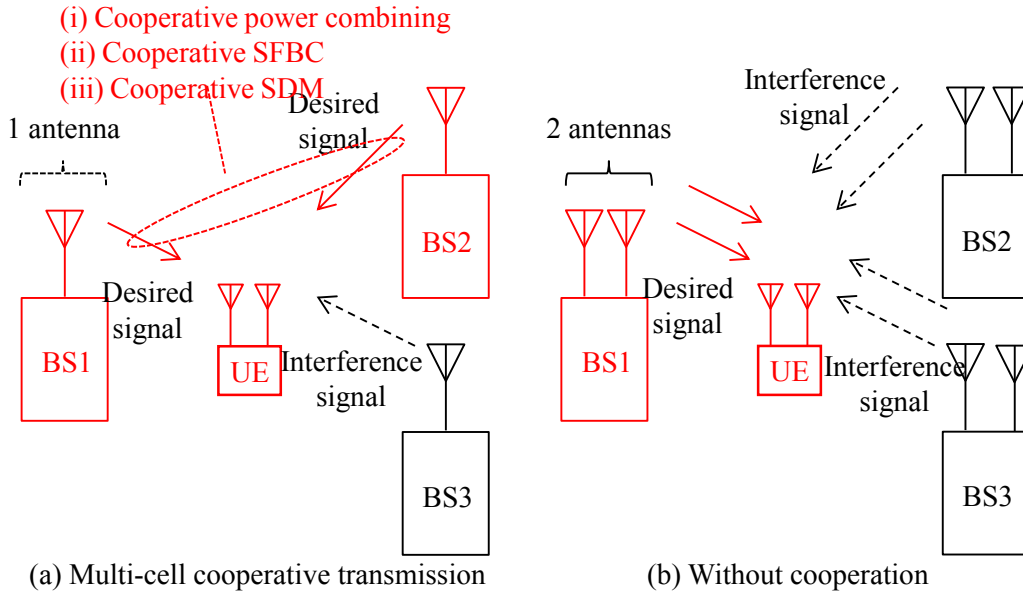 (i) Cooperative power combining
(ii) Cooperative SFBC
(iii) Cooperative SDM
1 antenna
Desired
signal
BS2
BS1
Desired
signal
UE
Interference
signal
BS3
(a) Multi-cell cooperative transmission
Interference
signal
2 antennas
BS2
BS1
Desired
signal
UE
Interference
signal
BS3
(b) Without cooperation